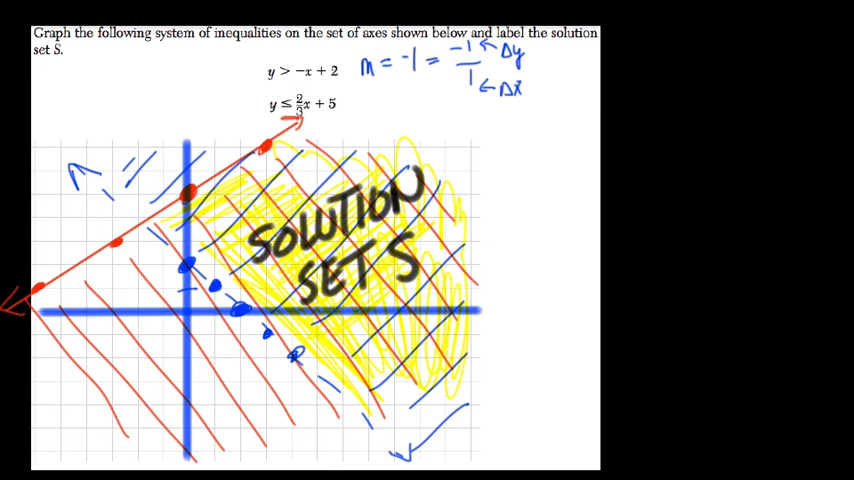 Graph the following system of inequalities on the set of axes shown below and label the solution
set S.
y > −x + 2
m = -1 = -1/1 ← Δy ← Δx
y ≤ 2/3x + 5
SOLUTION
SET S